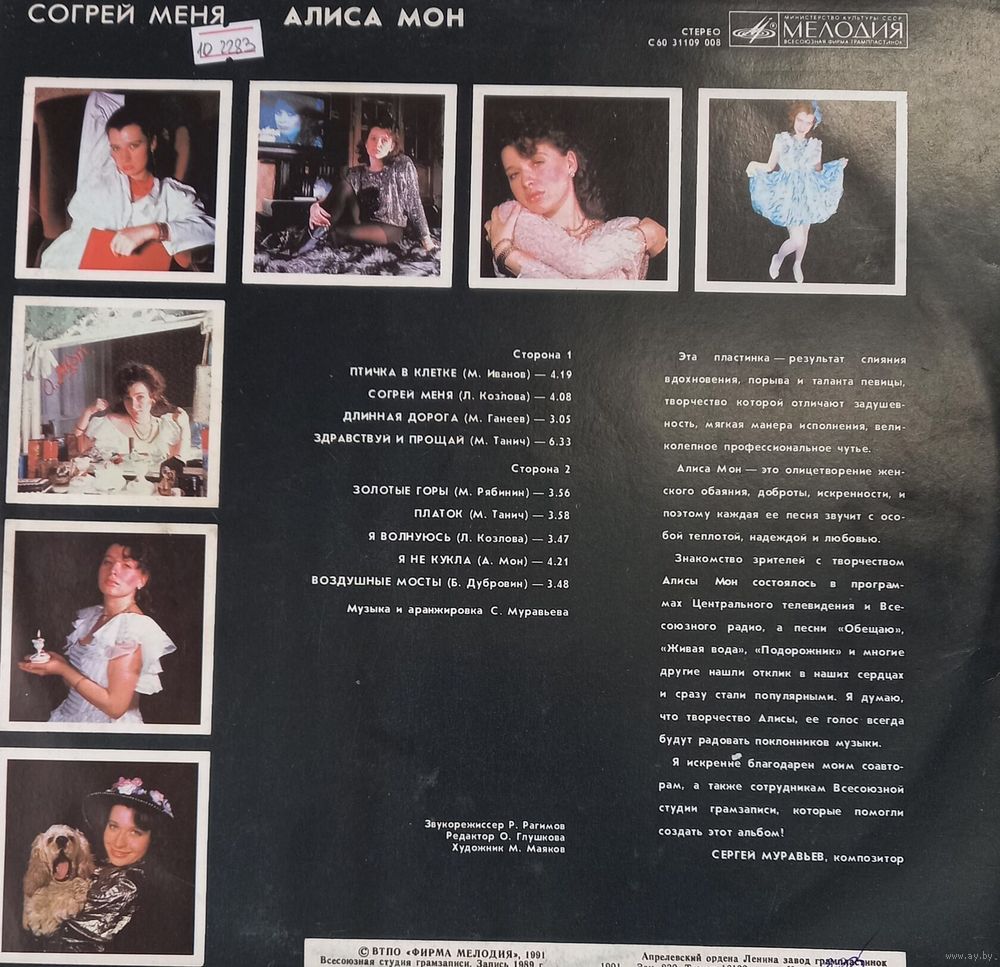 СОГРЕЙ МЕНЯ
АЛИСА МОН
10 2283
СТЕРЕО
С60 31109 008
МИНИСТЕРСТВО КУЛЬТУРЫ СССР
МЕЛОДИЯ
ВСЕСОЮЗНАЯ ФИРМА ГРАМПЛАСТИНОК
Сторона 1
ПТИЧКА В КЛЕТКЕ (М. Иванов) — 4.19
СОГРЕЙ МЕНЯ (Л. Козлова) — 4.08
ДЛИННАЯ ДОРОГА (М. Ганеев) — 3.05
ЗДРАВСТВУЙ И ПРОЩАЙ (М. Танич) — 6.33
Сторона 2
ЗОЛОТЫЕ ГОРЫ (М. Рябинин) — 3.56
ПЛАТОК (М. Танич) — 3.58
Я ВОЛНУЮСЬ (Л. Козлова) — 3.47
Я НЕ КУКЛА (А. Мон) — 4.21
ВОЗДУШНЫЕ МОСТЫ (Б. Дубровин) — 3.48
Музыка и аранжировка С. Муравьева
Эта пластинка — результат слияния
вдохновения, порыва и таланта певицы,
творчество которой отличают задушев-
ность, мягкая манера исполнения, вели-
колепное профессиональное чутье.
Алиса Мон — это олицетворение жен-
ского обаяния, доброты, искренности, и
поэтому каждая ее песня звучит с осо-
бой теплотой, надеждой и любовью.
Знакомство зрителей с творчеством
Алисы Мон состоялось в програм-
мах Центрального телевидения и Все-
союзного радио, а песни «Обещаю»,
«Живая вода», «Подорожник» и многие
другие нашли отклик в наших сердцах
и сразу стали популярными. Я думаю,
что творчество Алисы, ее голос всегда
будут радовать поклонников музыки.
Я искренне благодарен моим соавто-
рам, а также сотрудникам Всесоюзной
студии грамзаписи, которые помогли
создать этот альбом!
СЕРГЕЙ МУРАВЬЕВ, композитор
Звукорежиссер Р. Рагимов
Редактор О. Глушкова
Художник М. Маяков
© ВТПО «ФИРМА МЕЛОДИЯ», 1991
Всесоюзная студия грамзаписи. Запись 1989 г.
Апрелевский ордена Ленина завод грампластинок
www.ay.by